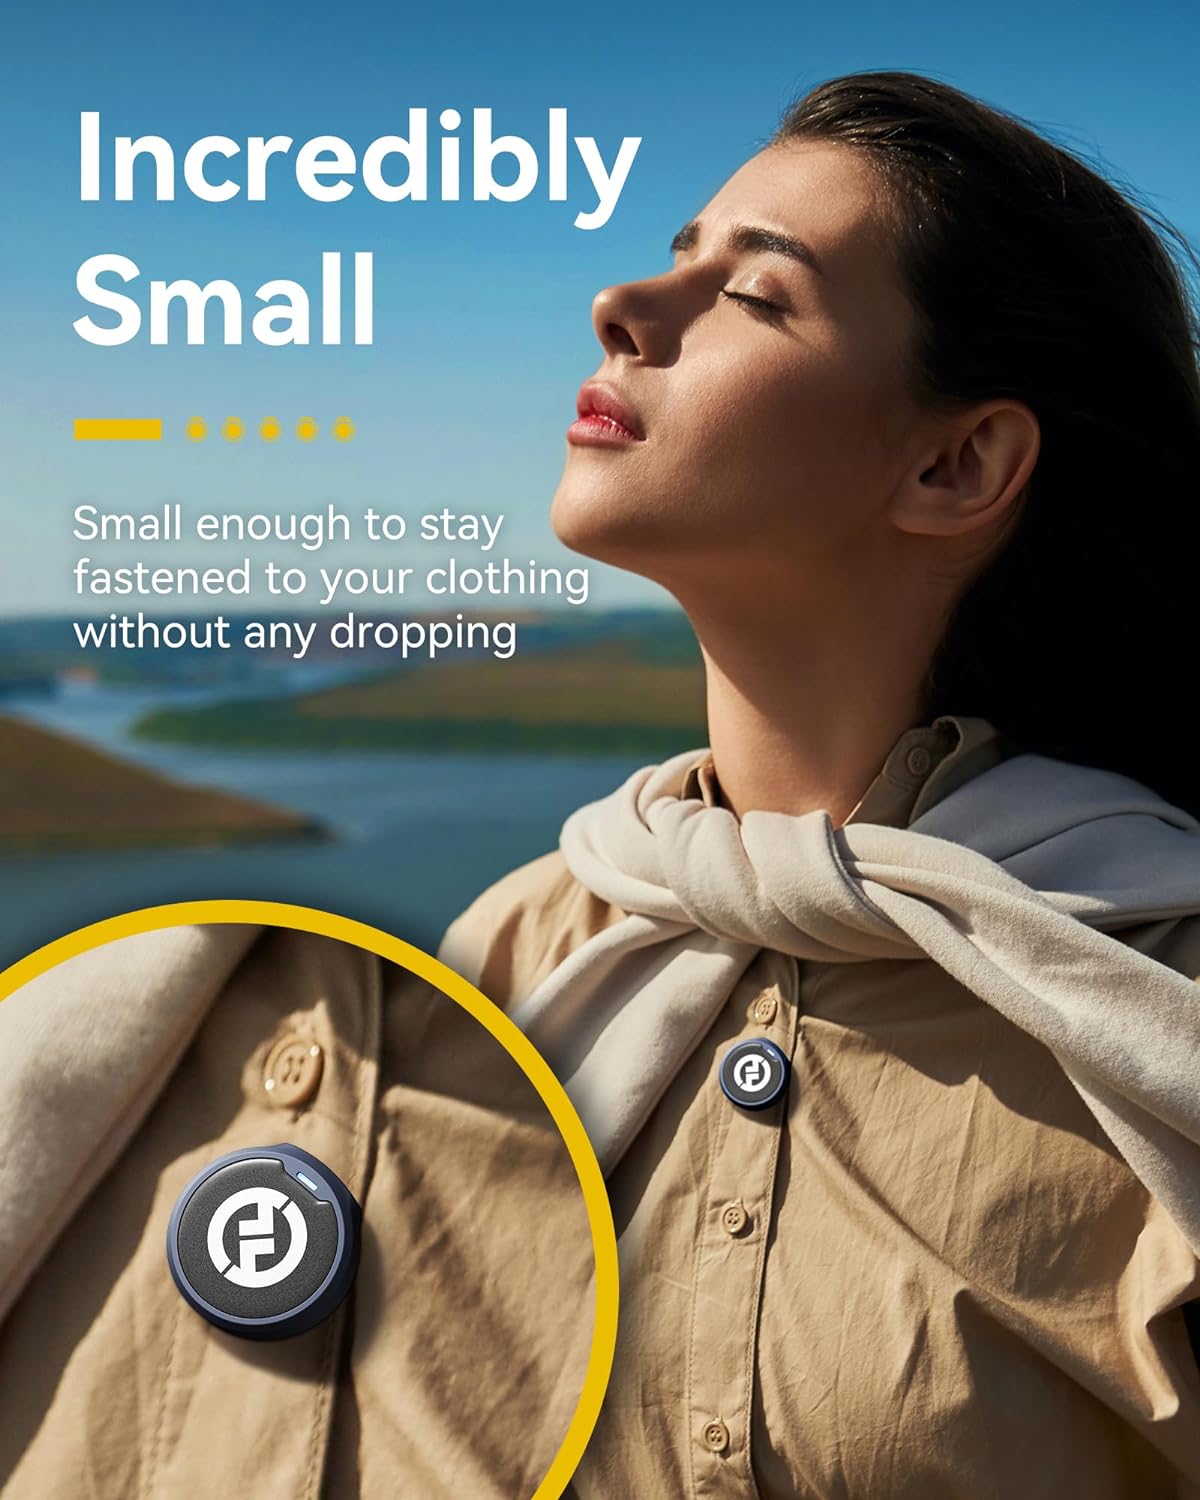 Incredibly
Small
Small enough to stay
fastened to your clothing
without any dropping